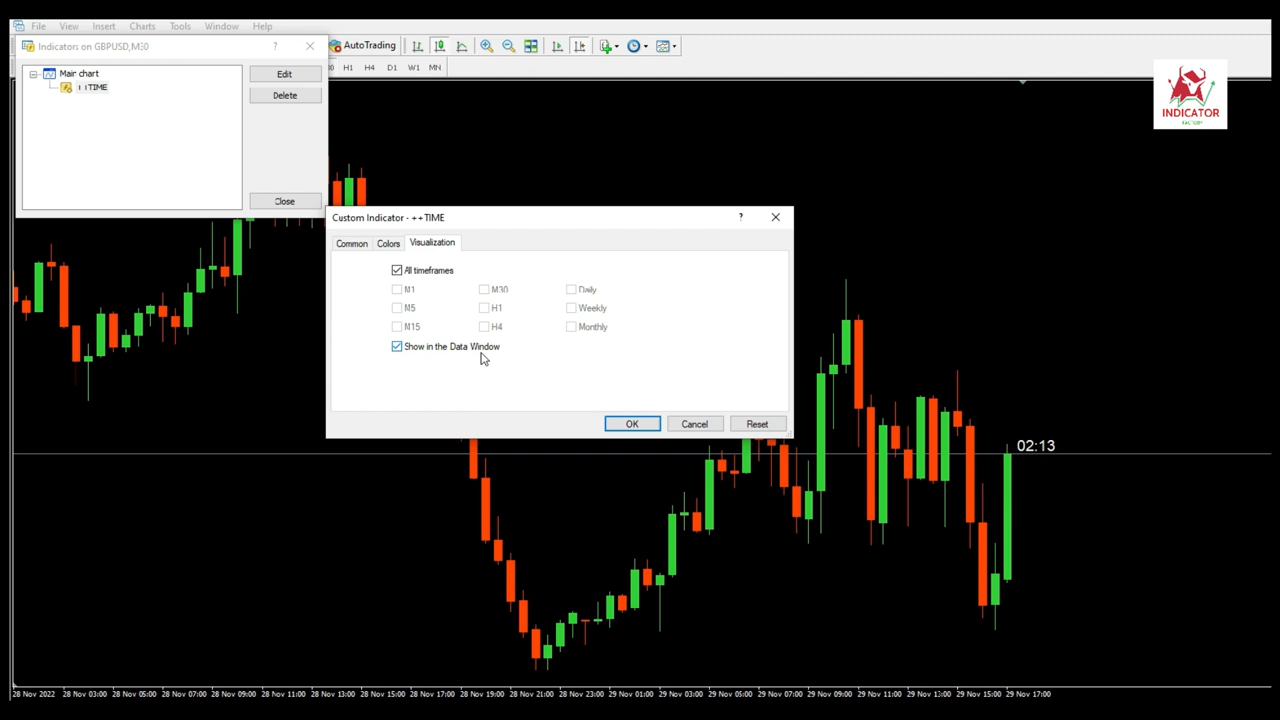 File View Insert Charts Tools Window Help
Indicators on GBPUSD,M30 ?
AutoTrading
H1 H4 D1 W1 MN
Main chart
++TIME
Edit
Delete
Close
INDICATOR
FACTORY
Custom Indicator - ++TIME ?
Common Colors Visualization
All timeframes
M1 M30 Daily
M5 H1 Weekly
M15 H4 Monthly
Show in the Data Window
OK Cancel Reset
02:13
28 Nov 2022 28 Nov 03:00 28 Nov 05:00 28 Nov 07:00 28 Nov 09:00 28 Nov 11:00 28 Nov 13:00 28 Nov 15:00 28 Nov 17:00 28 Nov 19:00 28 Nov 21:00 28 Nov 23:00 29 Nov 01:00 29 Nov 03:00 29 Nov 05:00 29 Nov 07:00 29 Nov 09:00 29 Nov 11:00 29 Nov 13:00 29 Nov 15:00 29 Nov 17:00